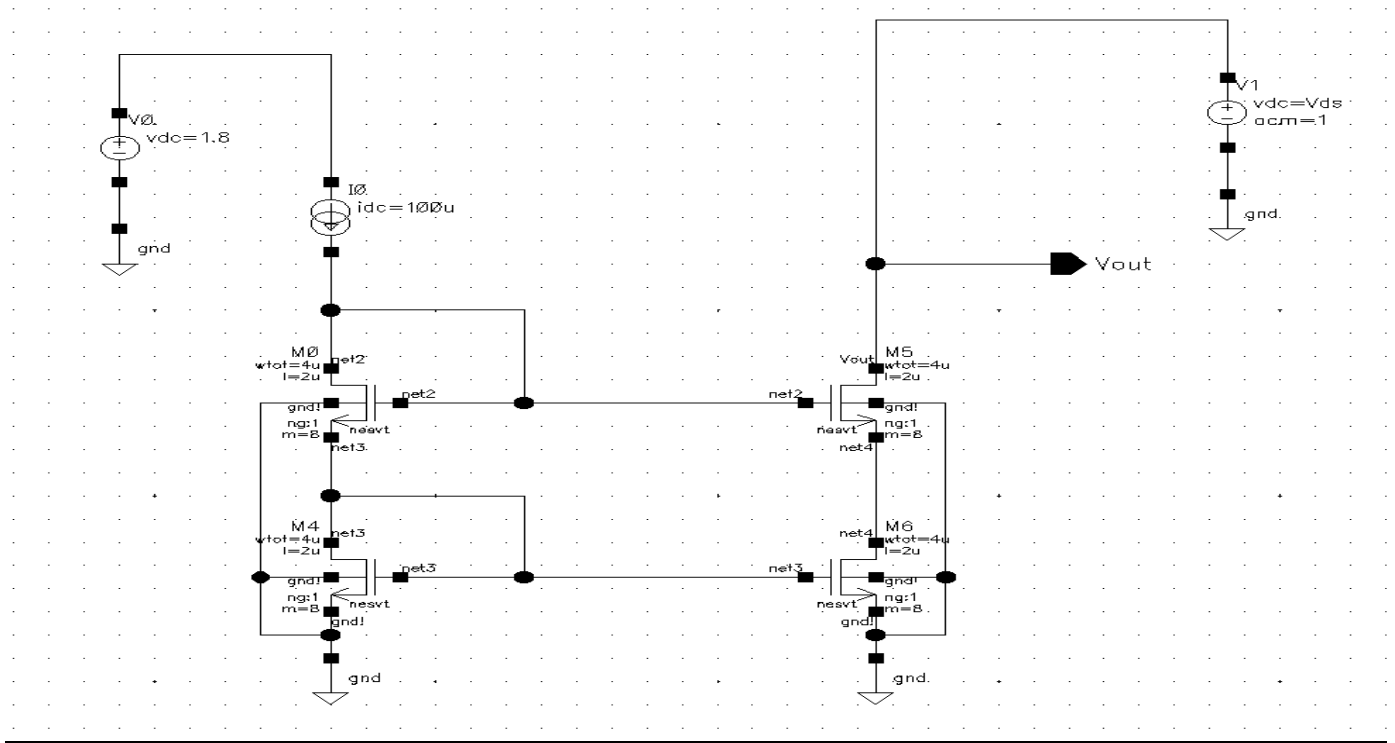 V0
vdc=1.8
gnd
I0
idc=100u
V1
vdc=Vds
acm=1
gnd
Vout
M0
net2
wtot=4u
l=2u
net2
gnd!
ng:1
m=8
nesvt
net3
Vout
M5
wtot=4u
l=2u
net2
gnd!
ng:1
m=8
nesvt
net4
M4
net3
wtot=4u
l=2u
net3
gnd!
ng:1
m=8
nesvt
gnd!
gnd
net4
M6
wtot=4u
l=2u
net3
gnd!
ng:1
m=8
nesvt
gnd!
gnd